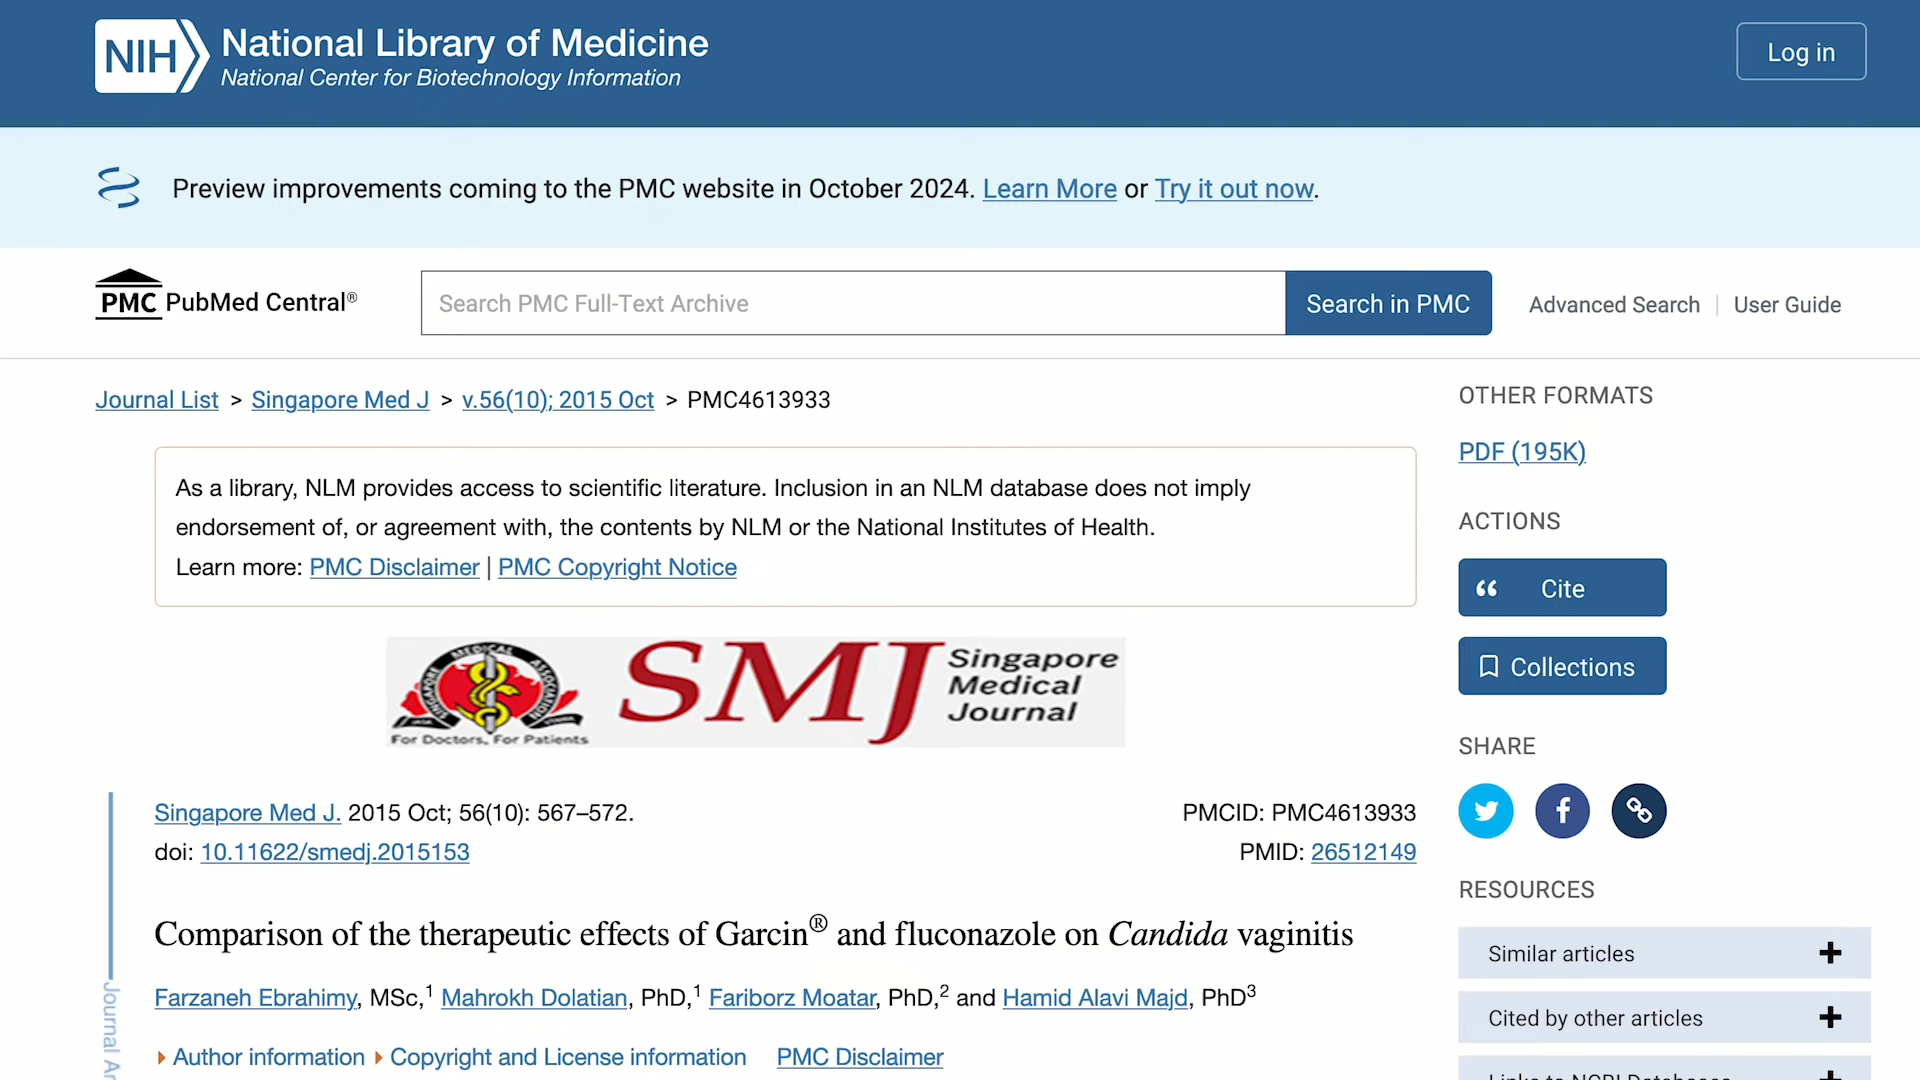 NIH National Library of Medicine
National Center for Biotechnology Information
Log in
Preview improvements coming to the PMC website in October 2024. Learn More or Try it out now.
PMC PubMed Central®
Search PMC Full-Text Archive
Search in PMC
Advanced Search
User Guide
Journal List > Singapore Med J > v.56(10); 2015 Oct > PMC4613933
As a library, NLM provides access to scientific literature. Inclusion in an NLM database does not imply
endorsement of, or agreement with, the contents by NLM or the National Institutes of Health.
Learn more: PMC Disclaimer | PMC Copyright Notice
SINGAPORE MEDICAL ASSOCIATION
For Doctors, For Patients
SMJ
Singapore
Medical
Journal
Singapore Med J. 2015 Oct; 56(10): 567–572.
doi: 10.11622/smedj.2015153
PMCID: PMC4613933
PMID: 26512149
Comparison of the therapeutic effects of Garcin® and fluconazole on Candida vaginitis
Farzaneh Ebrahimy, MSc,1 Mahrokh Dolatian, PhD,1 Fariborz Moatar, PhD,2 and Hamid Alavi Majd, PhD3
Author information
Copyright and License information
PMC Disclaimer
Journal Ar
OTHER FORMATS
PDF (195K)
ACTIONS
Cite
Collections
SHARE
RESOURCES
Similar articles
Cited by other articles
Links to NCBI Databases